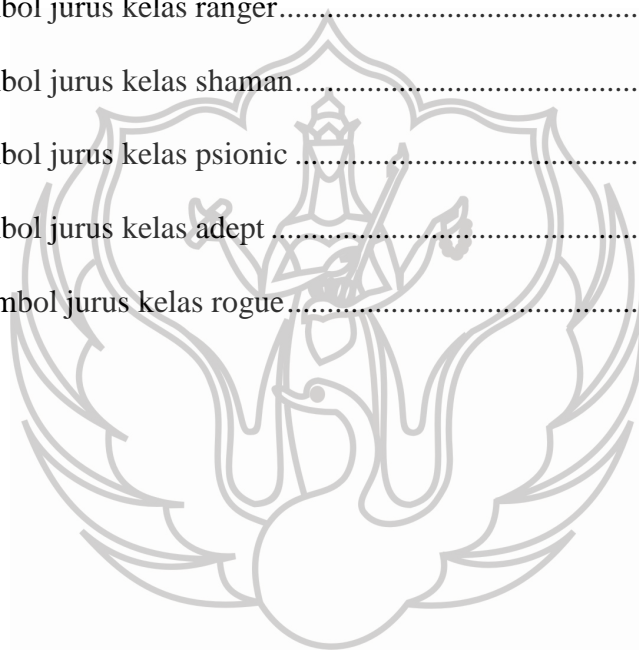 bol jurus kelas ranger..........................................
bol jurus kelas shaman........................................
bol jurus kelas psionic ........................................
bol jurus kelas adept ...........................................
mbol jurus kelas rogue.........................................